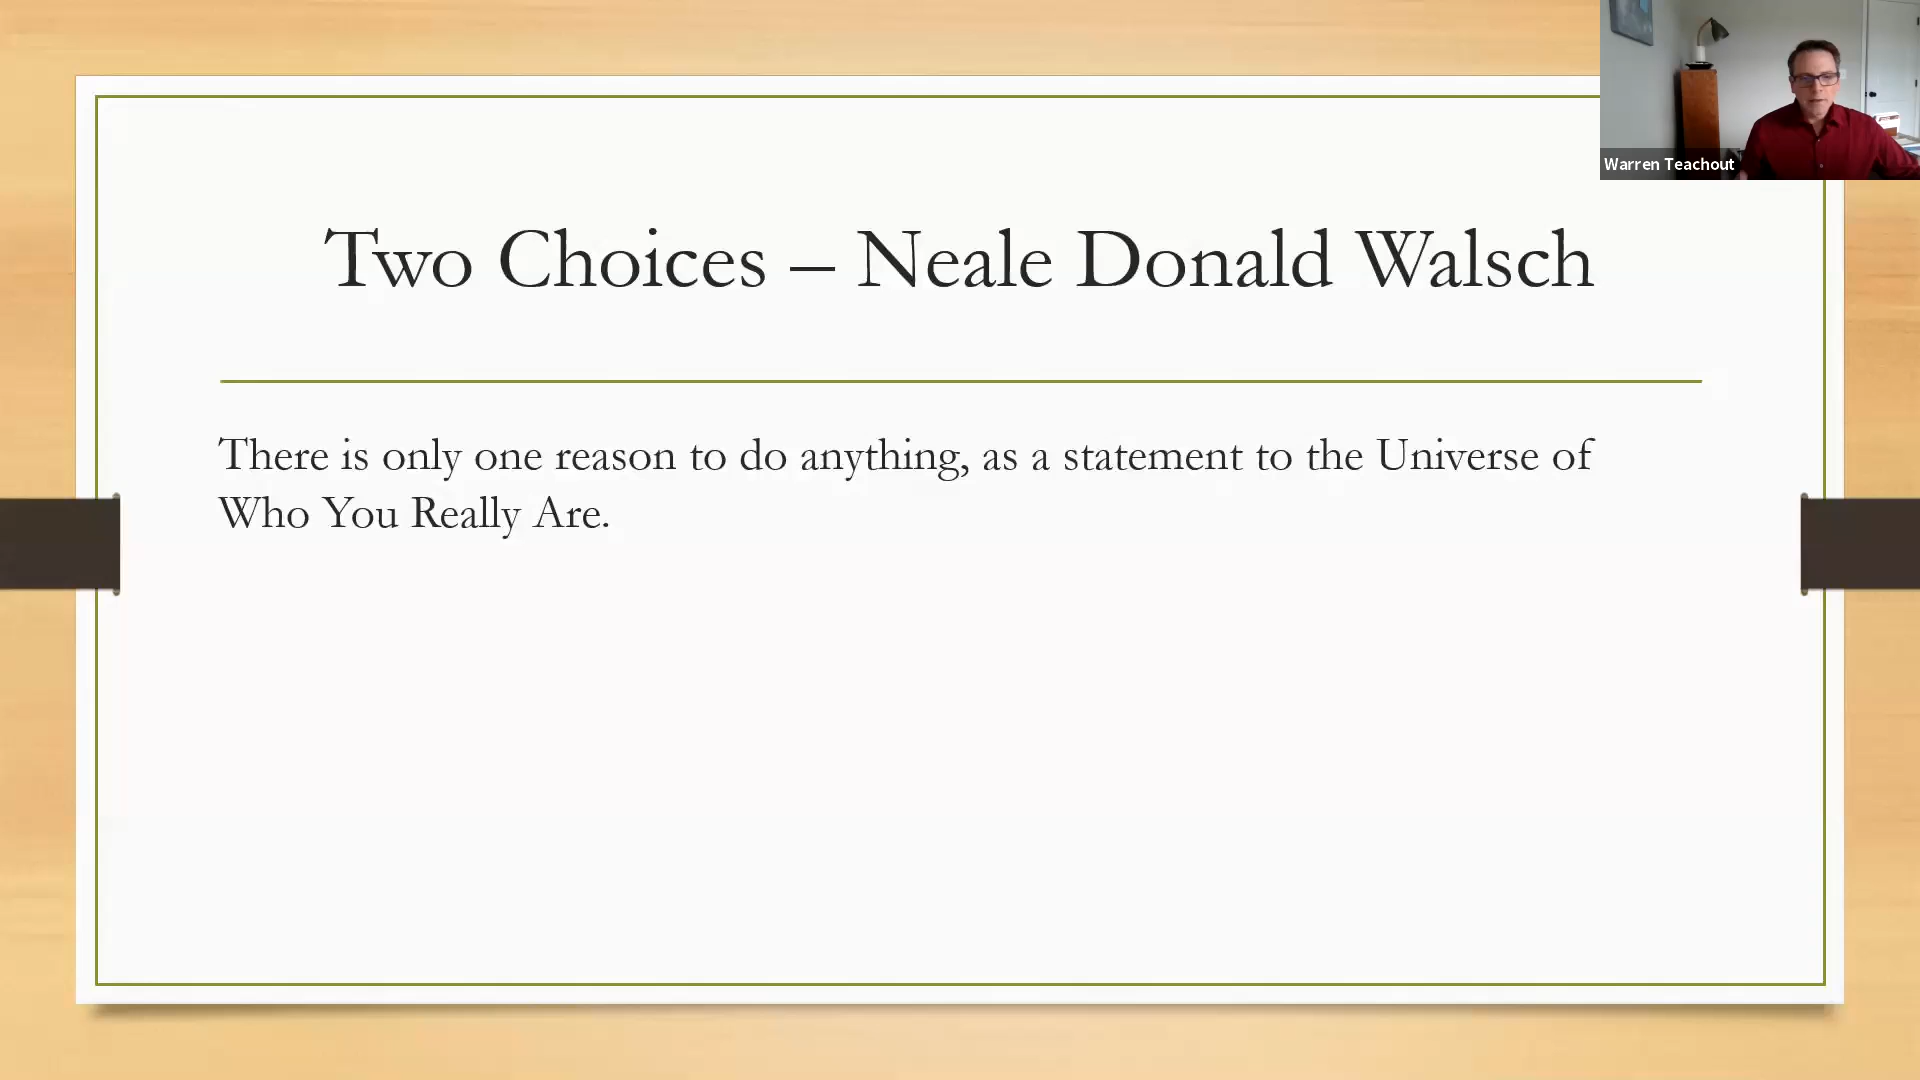 Two Choices – Neale Donald Walsch
There is only one reason to do anything, as a statement to the Universe of
Who You Really Are.
Warren Teachout